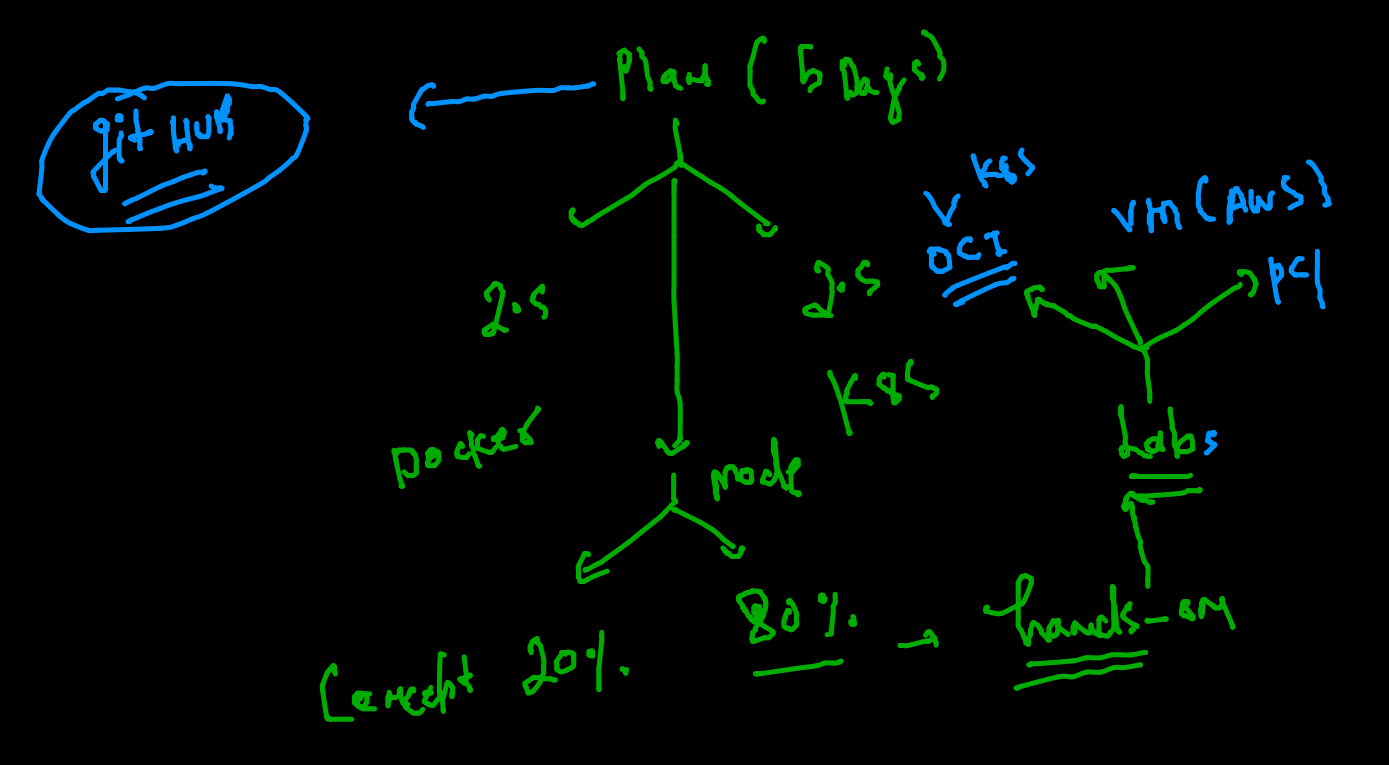 Plan ( 5 Days )
git HUB
K8S
OCI
VM (AWS)
2.5
2.5
K8S
Docker
mode
Labs
80%
hands-on
Concept 20%